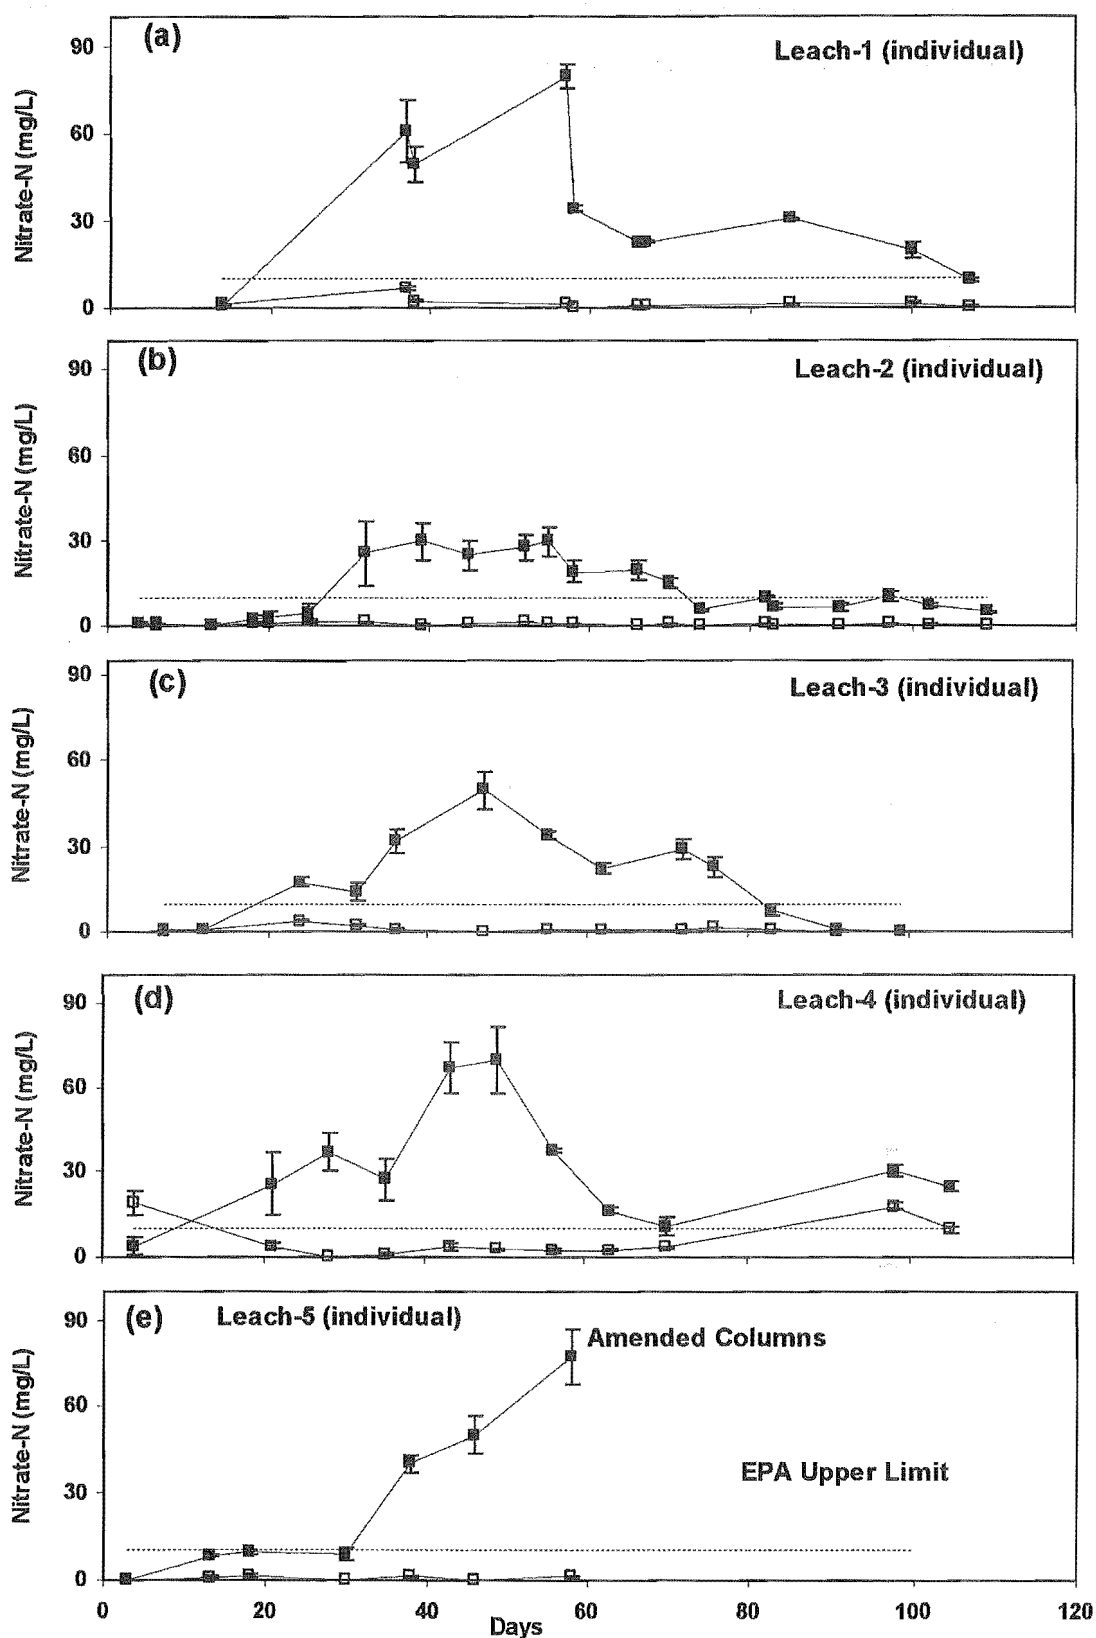 (a)
Leach-1 (individual)
Nitrate-N (mg/L)
90
60
30
0
(b)
Leach-2 (individual)
Nitrate-N (mg/L)
90
60
30
0
(c)
Leach-3 (individual)
Nitrate-N (mg/L)
90
60
30
0
(d)
Leach-4 (individual)
Nitrate-N (mg/L)
90
60
30
0
(e)
Leach-5 (individual)
Amended Columns
EPA Upper Limit
Nitrate-N (mg/L)
90
60
30
0
0 20 40 60 80 100 120
Days